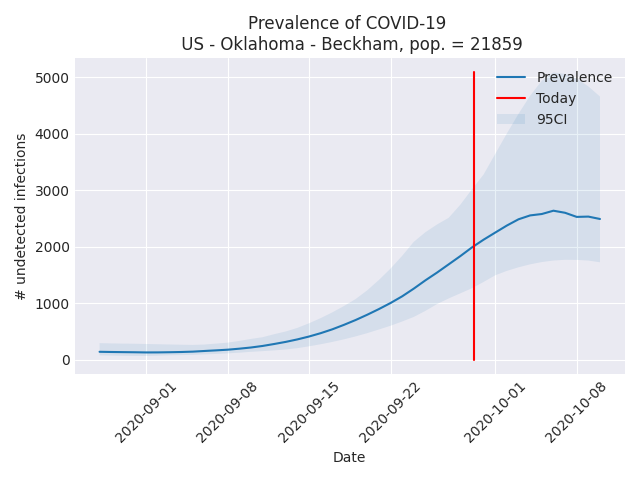 Prevalence of COVID-19
US - Oklahoma - Beckham, pop. = 21859
Prevalence
Today
95CI
# undetected infections
5000
4000
3000
2000
1000
0
2020-09-01
2020-09-08
2020-09-15
2020-09-22
2020-10-01
2020-10-08
Date